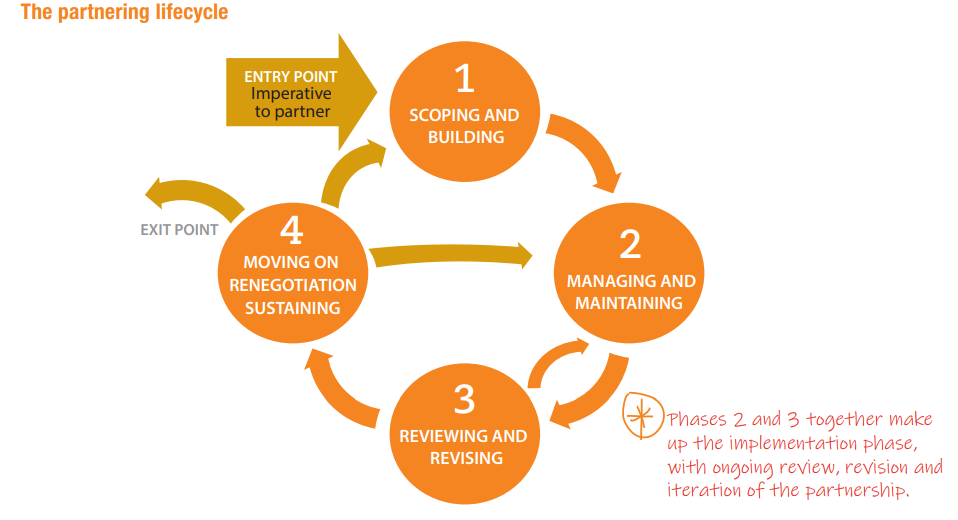 The partnering lifecycle
ENTRY POINT
Imperative
to partner
1
SCOPING AND
BUILDING
EXIT POINT
4
MOVING ON
RENEGOTIATION
SUSTAINING
2
MANAGING AND
MAINTAINING
3
REVIEWING AND
REVISING
Phases 2 and 3 together make
up the implementation phase,
with ongoing review, revision and
iteration of the partnership.